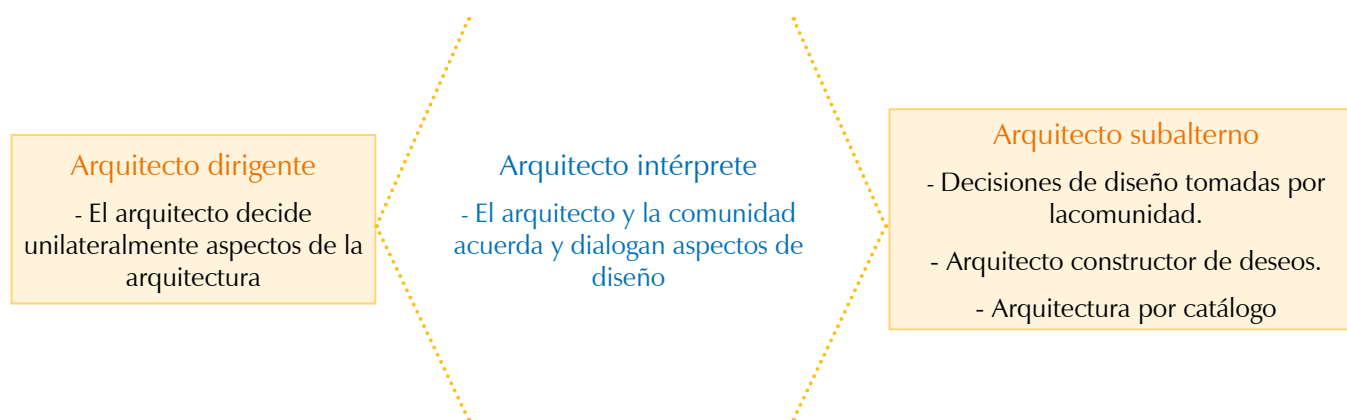 Arquitecto dirigente
- El arquitecto decide
unilateralmente aspectos de la
arquitectura
Arquitecto intérprete
- El arquitecto y la comunidad
acuerda y dialogan aspectos de
diseño
Arquitecto subalterno
- Decisiones de diseño tomadas por
lacomunidad.
- Arquitecto constructor de deseos.
- Arquitectura por catálogo